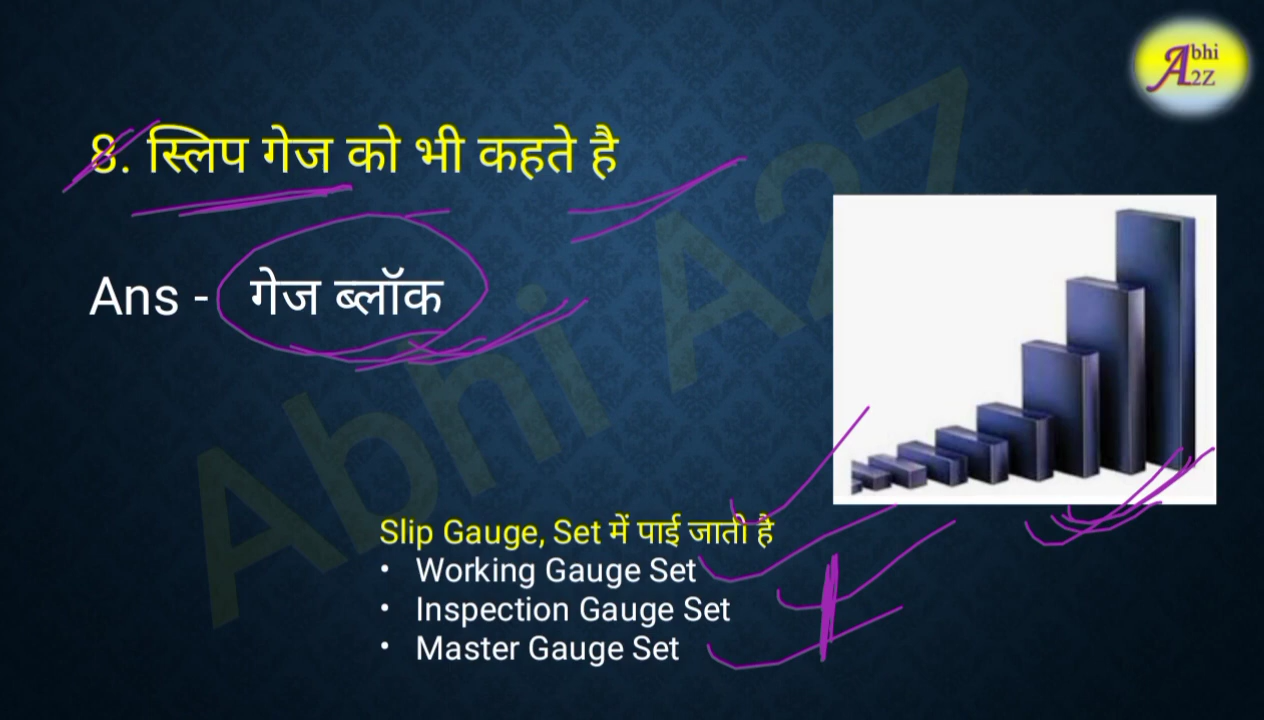 Abhi
A2Z
8. स्लिप गेज को भी कहते है
Ans - गेज ब्लॉक
Abhi A2Z
Slip Gauge, Set में पाई जाती है
• Working Gauge Set
• Inspection Gauge Set
• Master Gauge Set